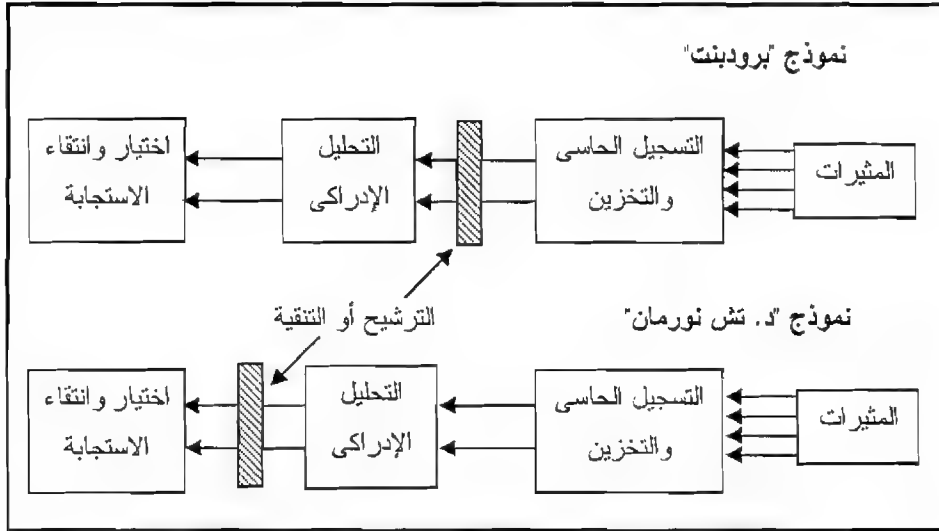 نموذج "برودبنت"
المثيرات
التسجيل الحاسى
والتخزين
التحليل
الإدراكى
اختيار وانتقاء
الاستجابة
الترشيح أو التنقية
نموذج "د. تش نورمان"
المثيرات
التسجيل الحاسى
والتخزين
التحليل
الإدراكى
اختيار وانتقاء
الاستجابة